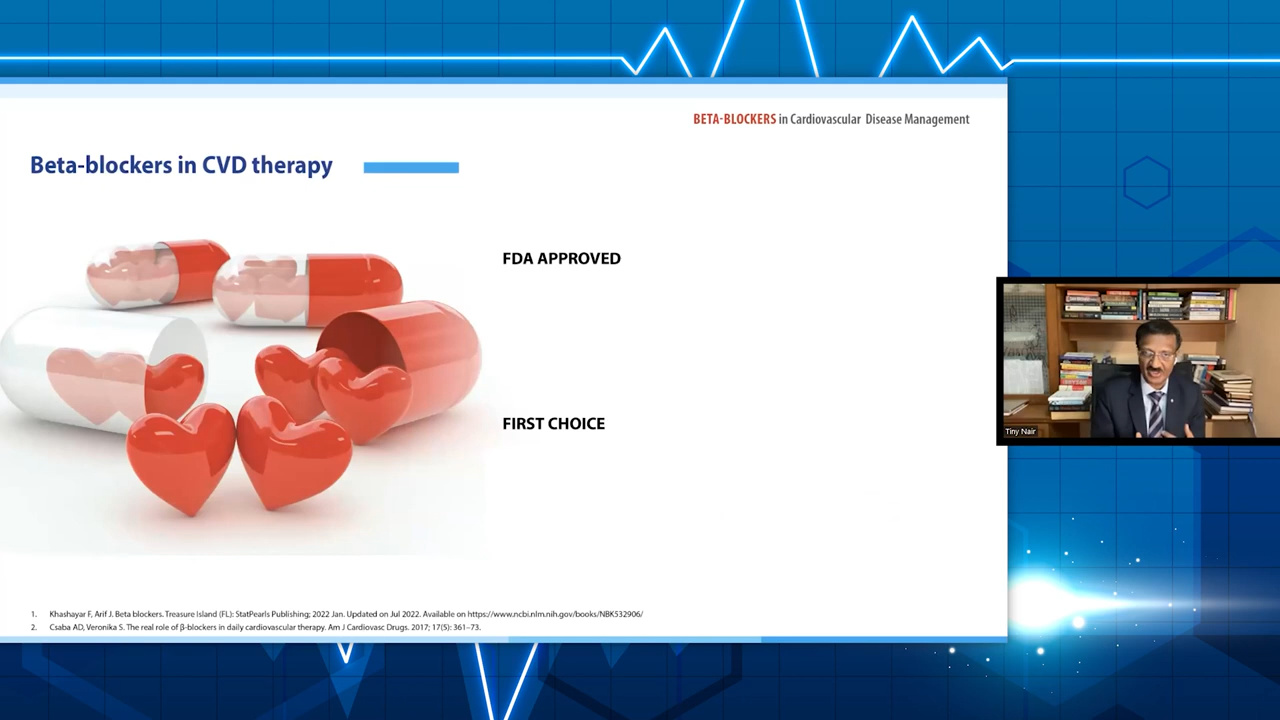 BETA-BLOCKERS in Cardiovascular Disease Management
Beta-blockers in CVD therapy
FDA APPROVED
FIRST CHOICE
Tiny Nair
1. Khashayar F, Arif J. Beta blockers. Treasure Island (FL): StatPearls Publishing; 2022 Jan. Updated on Jul 2022. Available on https://www.ncbi.nlm.nih.gov/books/NBK532906/
2. Csaba AD, Veronika S. The real role of β-blockers in daily cardiovascular therapy. Am J Cardiovasc Drugs. 2017; 17(5): 361–73.